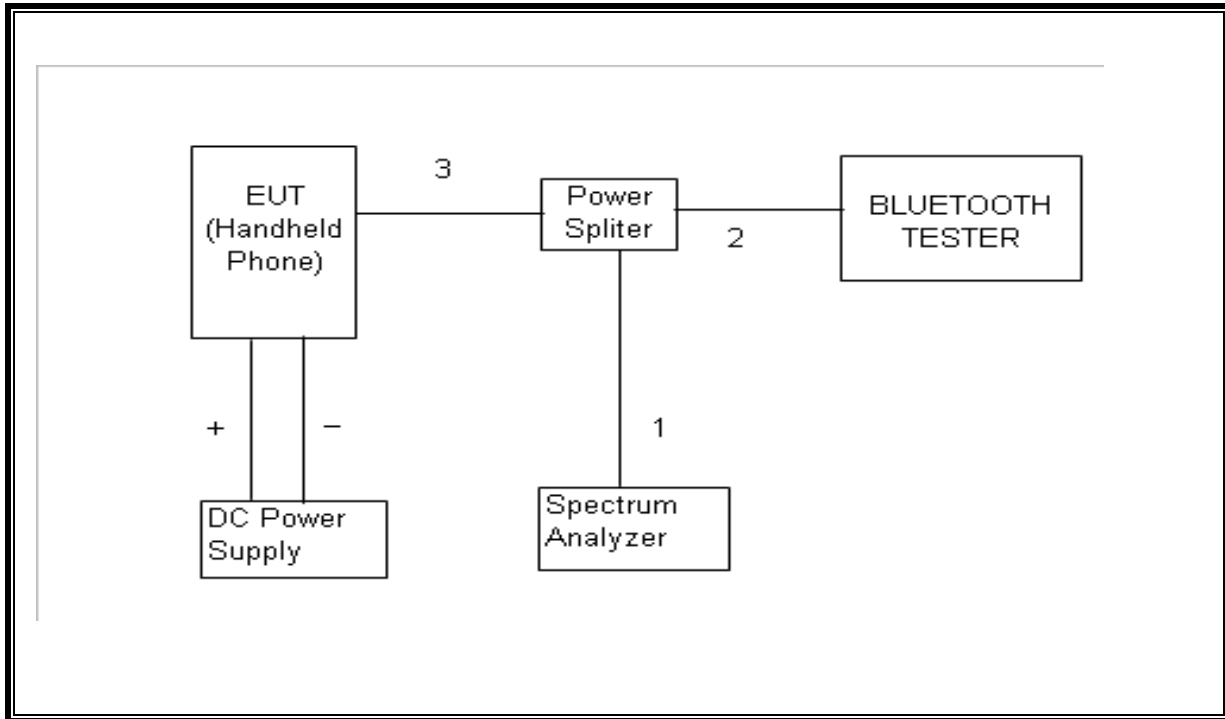 EUT
(Handheld
Phone)
3
Power
Spliter
2
BLUETOOTH
TESTER
+
−
1
DC Power
Supply
Spectrum
Analyzer